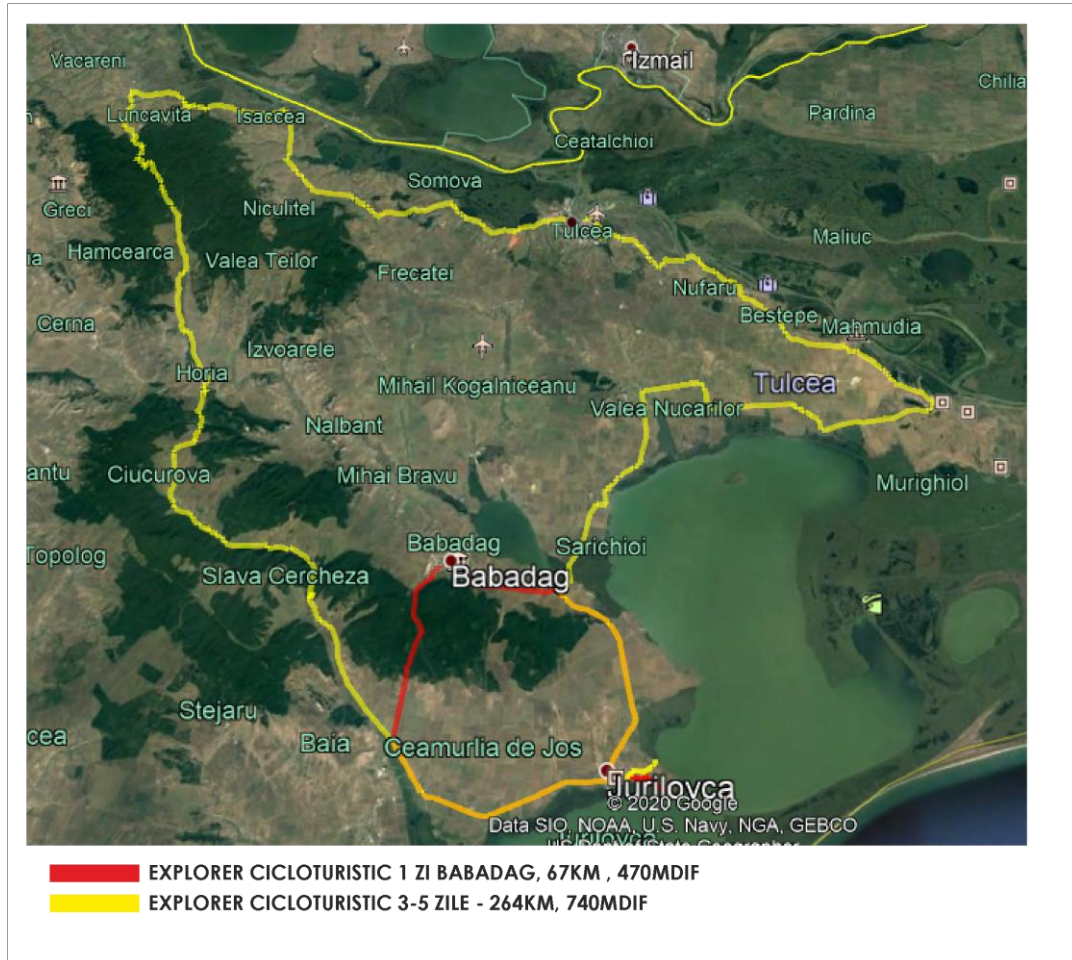 Izmail
Vacareni
Chilia
Pardina
Luncavita
Isaccea
Ceatalchioi
Somova
Greci
Niculitel
Tulcea
Maliuc
Hamcearca
Valea Teilor
Frecatei
Nufaru
Bestepe
Cerna
Mahmudia
Izvoarele
Horia
Mihail Kogalniceanu
Tulcea
Valea Nucarilor
Nalbant
antu
Ciucurova
Mihai Bravu
Murighiol
Topolog
Babadag
Sarichioi
Slava Cercheza
Babadag
Stejaru
cea
Baia
Ceamurlia de Jos
Jurilovca
© 2020 Google
Data SIO, NOAA, U.S. Navy, NGA, GEBCO
Jurilovca
EXPLORER CICLOTURISTIC 1 ZI BABADAG, 67KM , 470MDIF
EXPLORER CICLOTURISTIC 3-5 ZILE - 264KM, 740MDIF